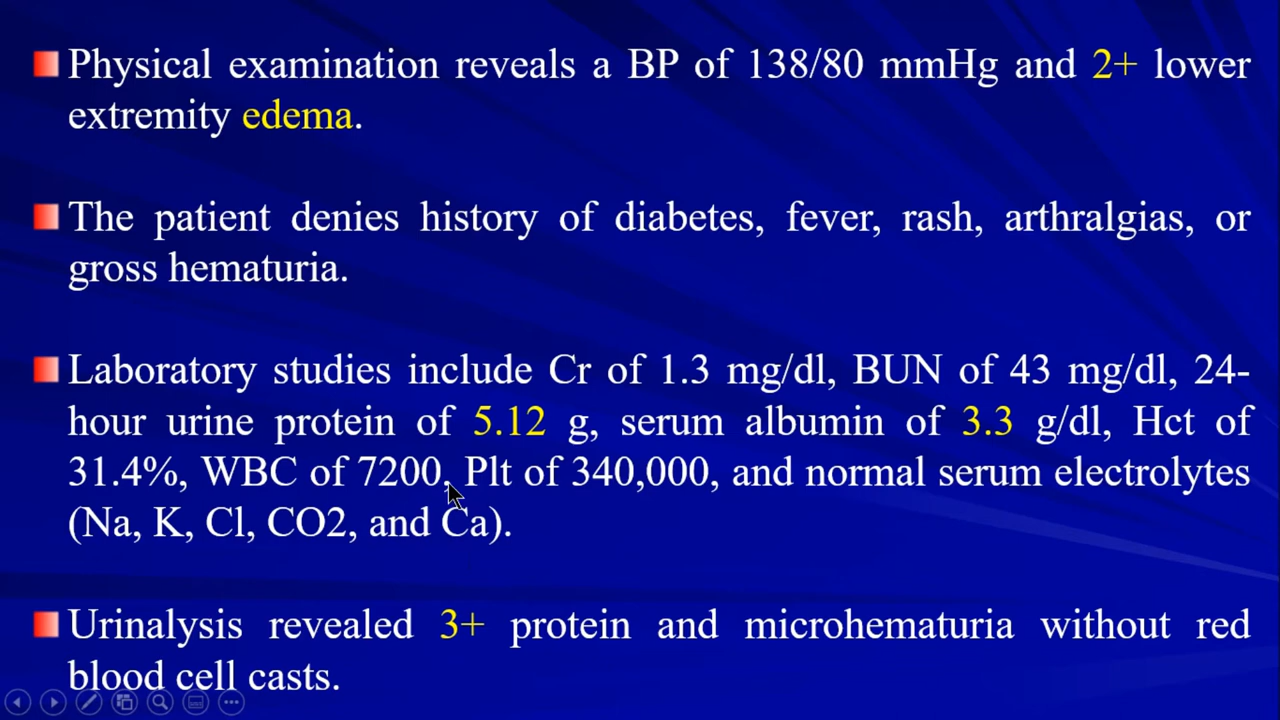 Physical examination reveals a BP of 138/80 mmHg and 2+ lower
extremity edema.
The patient denies history of diabetes, fever, rash, arthralgias, or
gross hematuria.
Laboratory studies include Cr of 1.3 mg/dl, BUN of 43 mg/dl, 24-
hour urine protein of 5.12 g, serum albumin of 3.3 g/dl, Hct of
31.4%, WBC of 7200, Plt of 340,000, and normal serum electrolytes
(Na, K, Cl, CO2, and Ca).
Urinalysis revealed 3+ protein and microhematuria without red
blood cell casts.